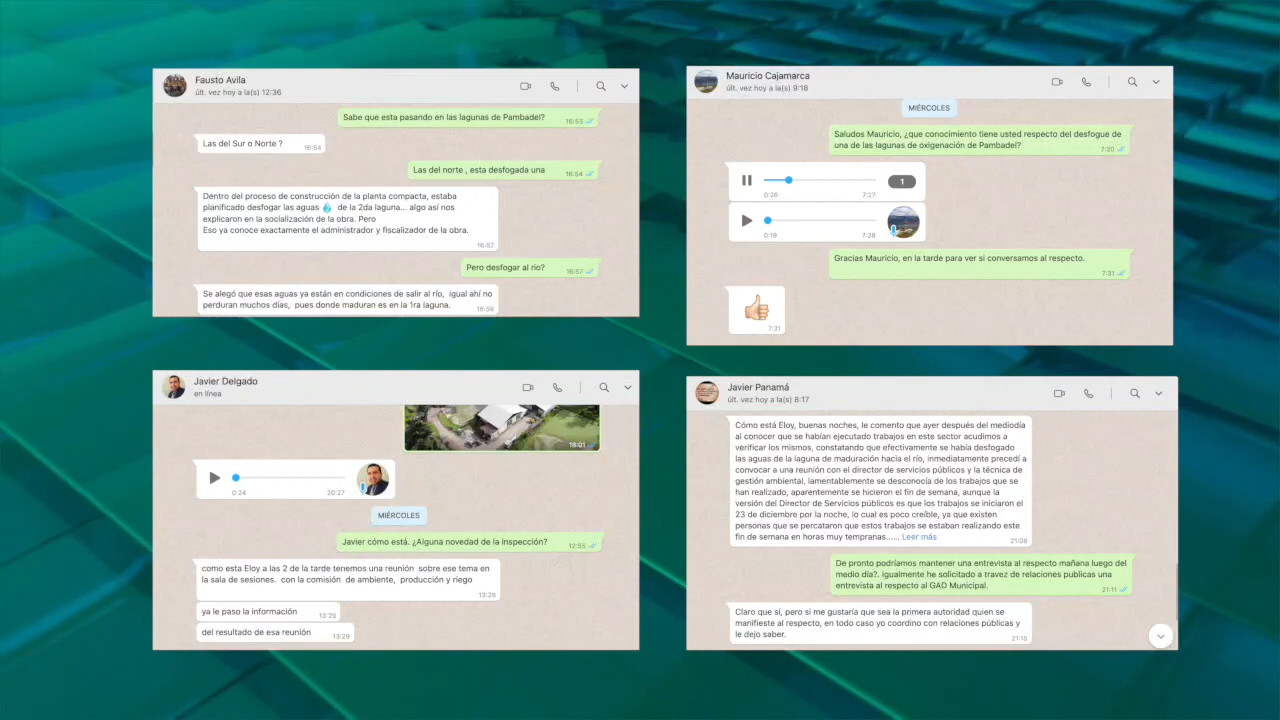 Fausto Avila
últ. vez hoy a la(s) 12:36
Sabe que esta pasando en las lagunas de Pambadel?
16:53
Las del Sur o Norte ?
16:54
Las del norte , esta desfogada una
16:54
Dentro del proceso de construcción de la planta compacta, estaba
planificado desfogar las aguas 💧 de la 2da laguna... algo así nos
explicaron en la socialización de la obra. Pero
Eso ya conoce exactamente el administrador y fiscalizador de la obra.
16:57
Pero desfogar al rio?
16:57
Se alegó que esas aguas ya están en condiciones de salir al río, igual ahí no
perduran muchos días, pues donde maduran es en la 1ra laguna.
16:58
Mauricio Cajamarca
últ. vez hoy a la(s) 9:18
MIÉRCOLES
Saludos Mauricio, ¿que conocimiento tiene usted respecto del desfogue de
una de las lagunas de oxigenación de Pambadel?
7:20
1
0:26
7:27
0:19
7:28
Gracias Mauricio, en la tarde para ver si conversamos al respecto.
7:31
👍🏼
7:31
Javier Delgado
en línea
18:01
0:24
20:27
MIÉRCOLES
Javier cómo está. ¿Alguna novedad de la inspección?
12:55
como esta Eloy a las 2 de la tarde tenemos una reunión sobre ese tema en
la sala de sesiones. con la comisión de ambiente, producción y riego
13:28
ya le paso la información
13:29
del resultado de esa reunión
13:29
Javier Panamá
últ. vez hoy a la(s) 8:17
Cómo está Eloy, buenas noches, le comento que ayer después del mediodía
al conocer que se habían ejecutado trabajos en este sector acudimos a
verificar los mismos, constatando que efectivamente se había desfogado
las aguas de la laguna de maduración hacia el río, inmediatamente precedí a
convocar a una reunión con el director de servicios públicos y la técnica de
gestión ambiental, lamentablemente se desconocía de los trabajos que se
han realizado, aparentemente se hicieron el fin de semana, aunque la
versión del Director de Servicios públicos es que los trabajos se iniciaron el
23 de diciembre por la noche, lo cual es poco creíble, ya que existen
personas que se percataron que estos trabajos se estaban realizando este
fin de semana en horas muy tempranas...... Leer más
21:09
De pronto podríamos mantener una entrevista al respecto mañana luego del
medio día?. igualmente he solicitado a travez de relaciones publicas una
entrevista al respecto al GAD Municipal.
21:11
Claro que si, pero si me gustaría que sea la primera autoridad quien se
manifieste al respecto, en todo caso yo coordino con relaciones públicas y
le dejo saber.
21:15